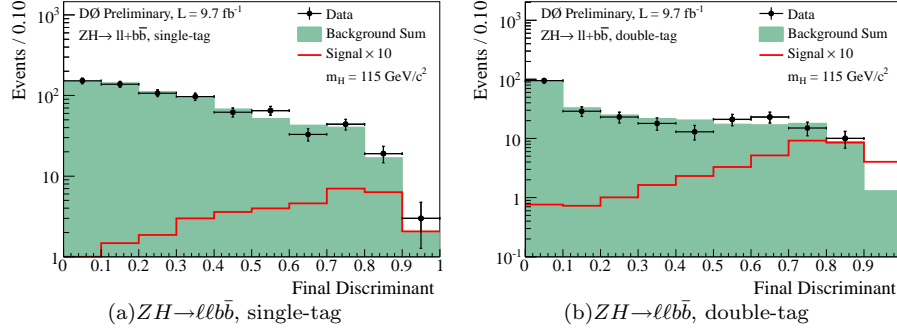 Events / 0.10
DØ Preliminary, L = 9.7 fb⁻¹
ZH→ ll+bb̅, single-tag
Data
Background Sum
Signal × 10
m_H = 115 GeV/c²
10³
10²
10
1
0 0.1 0.2 0.3 0.4 0.5 0.6 0.7 0.8 0.9 1
Final Discriminant
(a)ZH→ℓℓbb̅, single-tag
Events / 0.10
DØ Preliminary, L = 9.7 fb⁻¹
ZH→ ll+bb̅, double-tag
Data
Background Sum
Signal × 10
m_H = 115 GeV/c²
10³
10²
10
1
10⁻¹
0 0.1 0.2 0.3 0.4 0.5 0.6 0.7 0.8 0.9 1
Final Discriminant
(b)ZH→ℓℓbb̅, double-tag